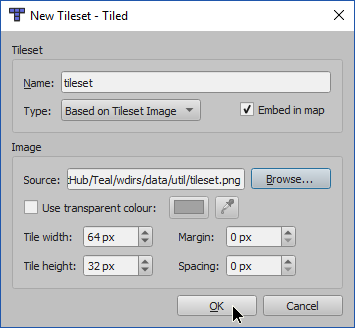 New Tileset - Tiled
Tileset
Name: tileset
Type: Based on Tileset Image Embed in map
Image
Source: :Hub/Teal/wdirs/data/util/tileset.png Browse...
Use transparent colour:
Tile width: 64 px Margin: 0 px
Tile height: 32 px Spacing: 0 px
OK Cancel